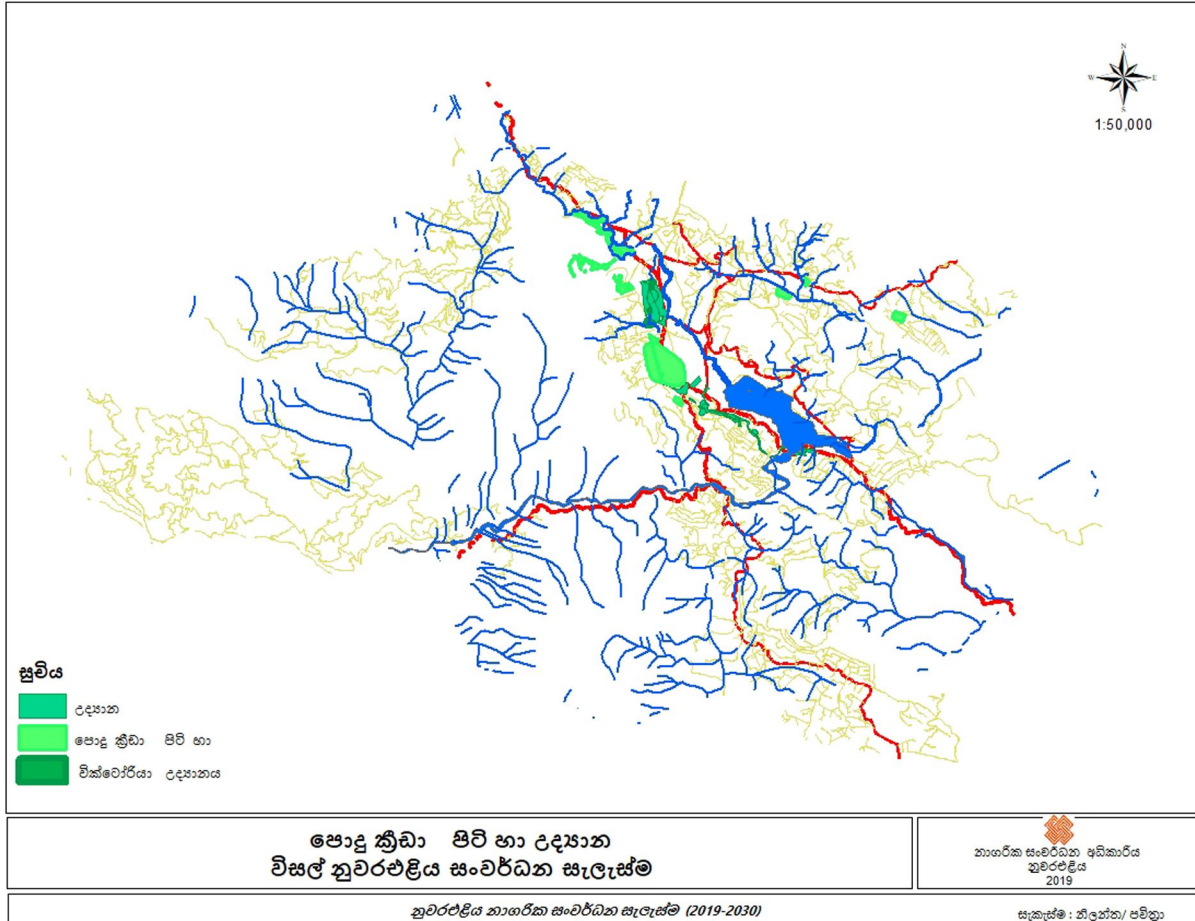 N
W E
S
1:50,000
සූචිය
උද්‍යාන
පොදු ක්‍රීඩා පිටි හා
වික්ටෝරියා උද්‍යානය
පොදු ක්‍රීඩා පිටි හා උද්‍යාන
විසල් නුවරඑළිය සංවර්ධන සැලැස්ම
නාගරික සංවර්ධන අධිකාරිය
නුවරඑළිය
2019
නුවරඑළිය නාගරික සංවර්ධන සැලැස්ම (2019-2030)
සැකැස්ම : නිලන්ත/ පවිත්‍රා